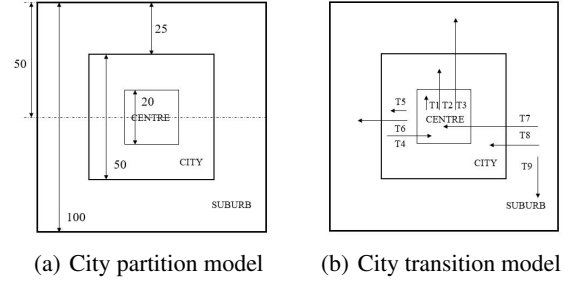 25
50
20
CENTRE
CITY
50
SUBURB
100
T1 T2 T3
CENTRE
T5
T6
T4
T7
T8
CITY
T9
SUBURB
(a) City partition model
(b) City transition model